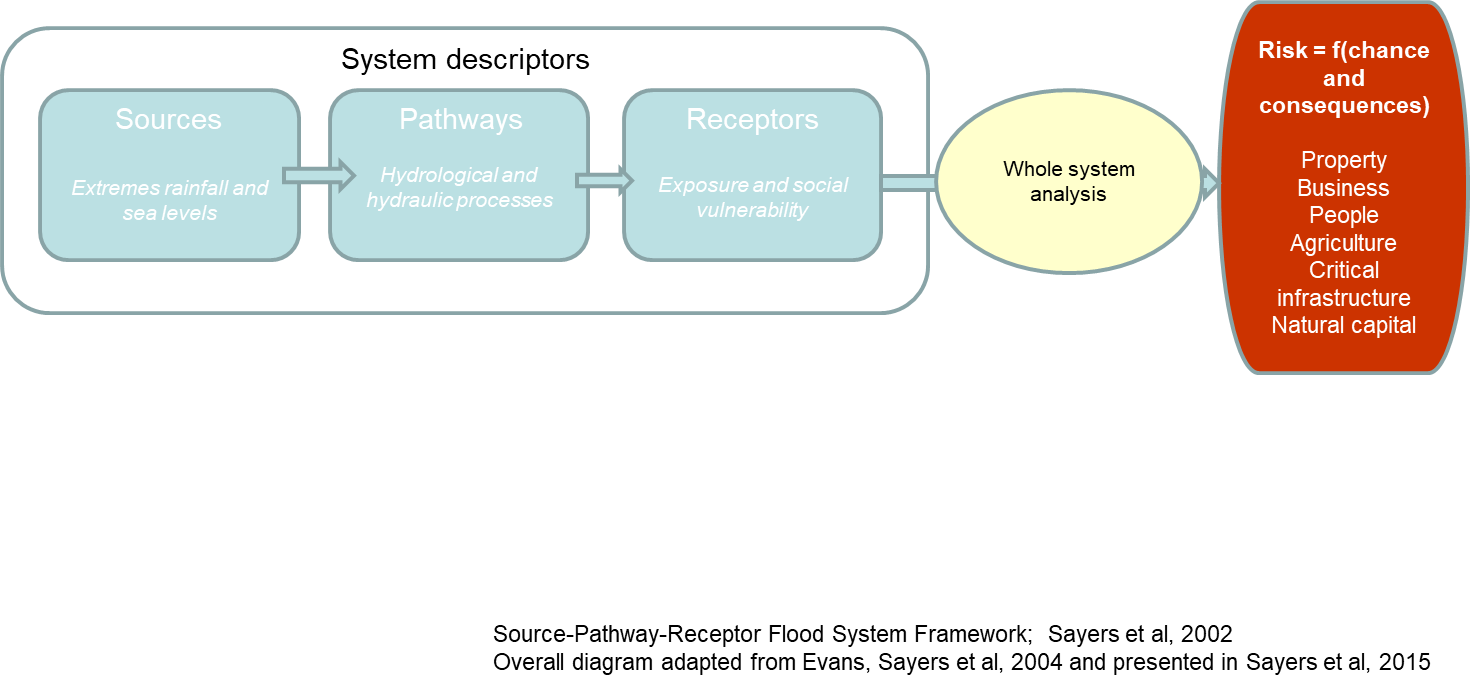 System descriptors
Sources
Extremes rainfall and
sea levels
Pathways
Hydrological and
hydraulic processes
Receptors
Exposure and social
vulnerability
Whole system
analysis
Risk = f(chance
and
consequences)
Property
Business
People
Agriculture
Critical
infrastructure
Natural capital
Source-Pathway-Receptor Flood System Framework;  Sayers et al, 2002
Overall diagram adapted from Evans, Sayers et al, 2004 and presented in Sayers et al, 2015